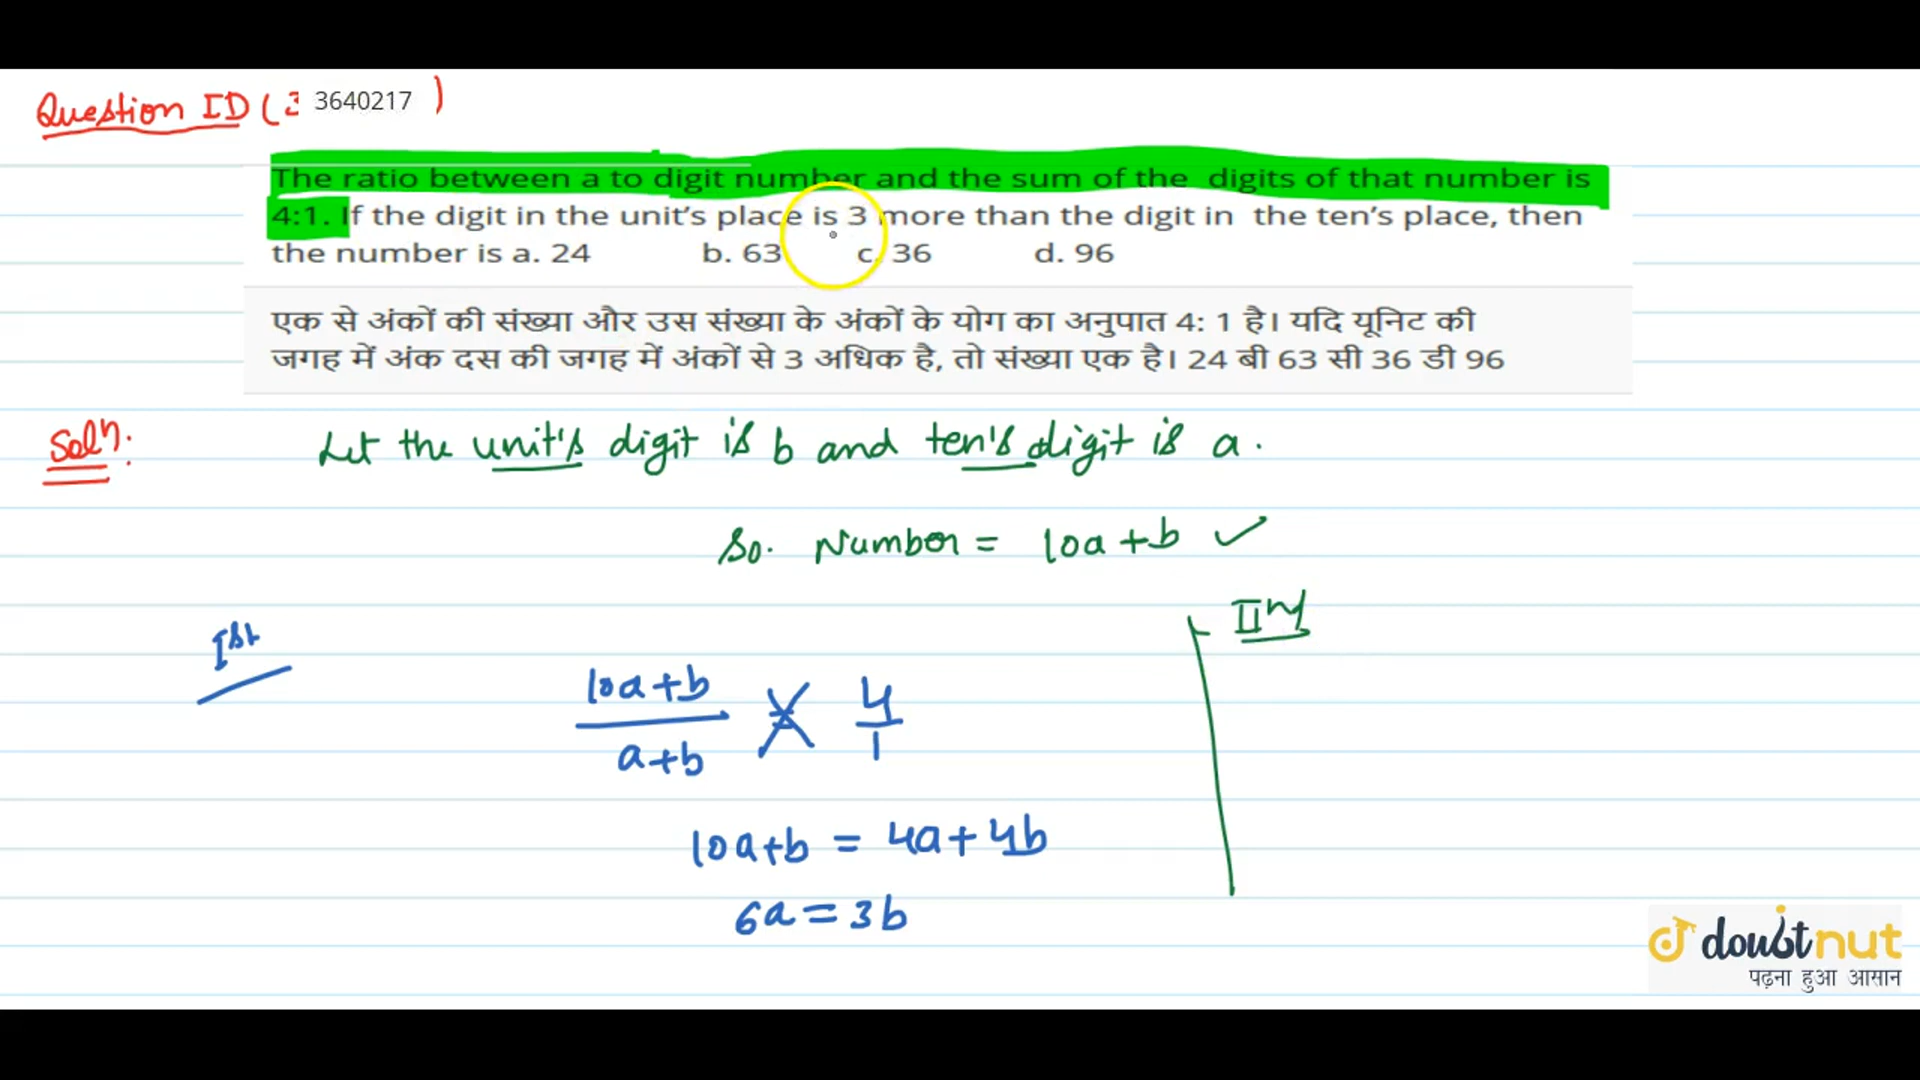 Question ID ( 3 3640217 )
The ratio between a to digit number and the sum of the digits of that number is
4:1. If the digit in the unit's place is 3 more than the digit in the ten's place, then
the number is a. 24 b. 63 c. 36 d. 96
एक से अंकों की संख्या और उस संख्या के अंकों के योग का अनुपात 4: 1 है। यदि यूनिट की
जगह में अंक दस की जगह में अंकों से 3 अधिक है, तो संख्या एक है। 24 बी 63 सी 36 डी 96
Solⁿ: Let the unit's digit is b and ten's digit is a.
So. Number = 10a+b ✓
Ist
IInd
10a+b = 4
a+b 1
10a+b = 4a+4b
6a = 3b
doubtnut
पढ़ना हुआ आसान